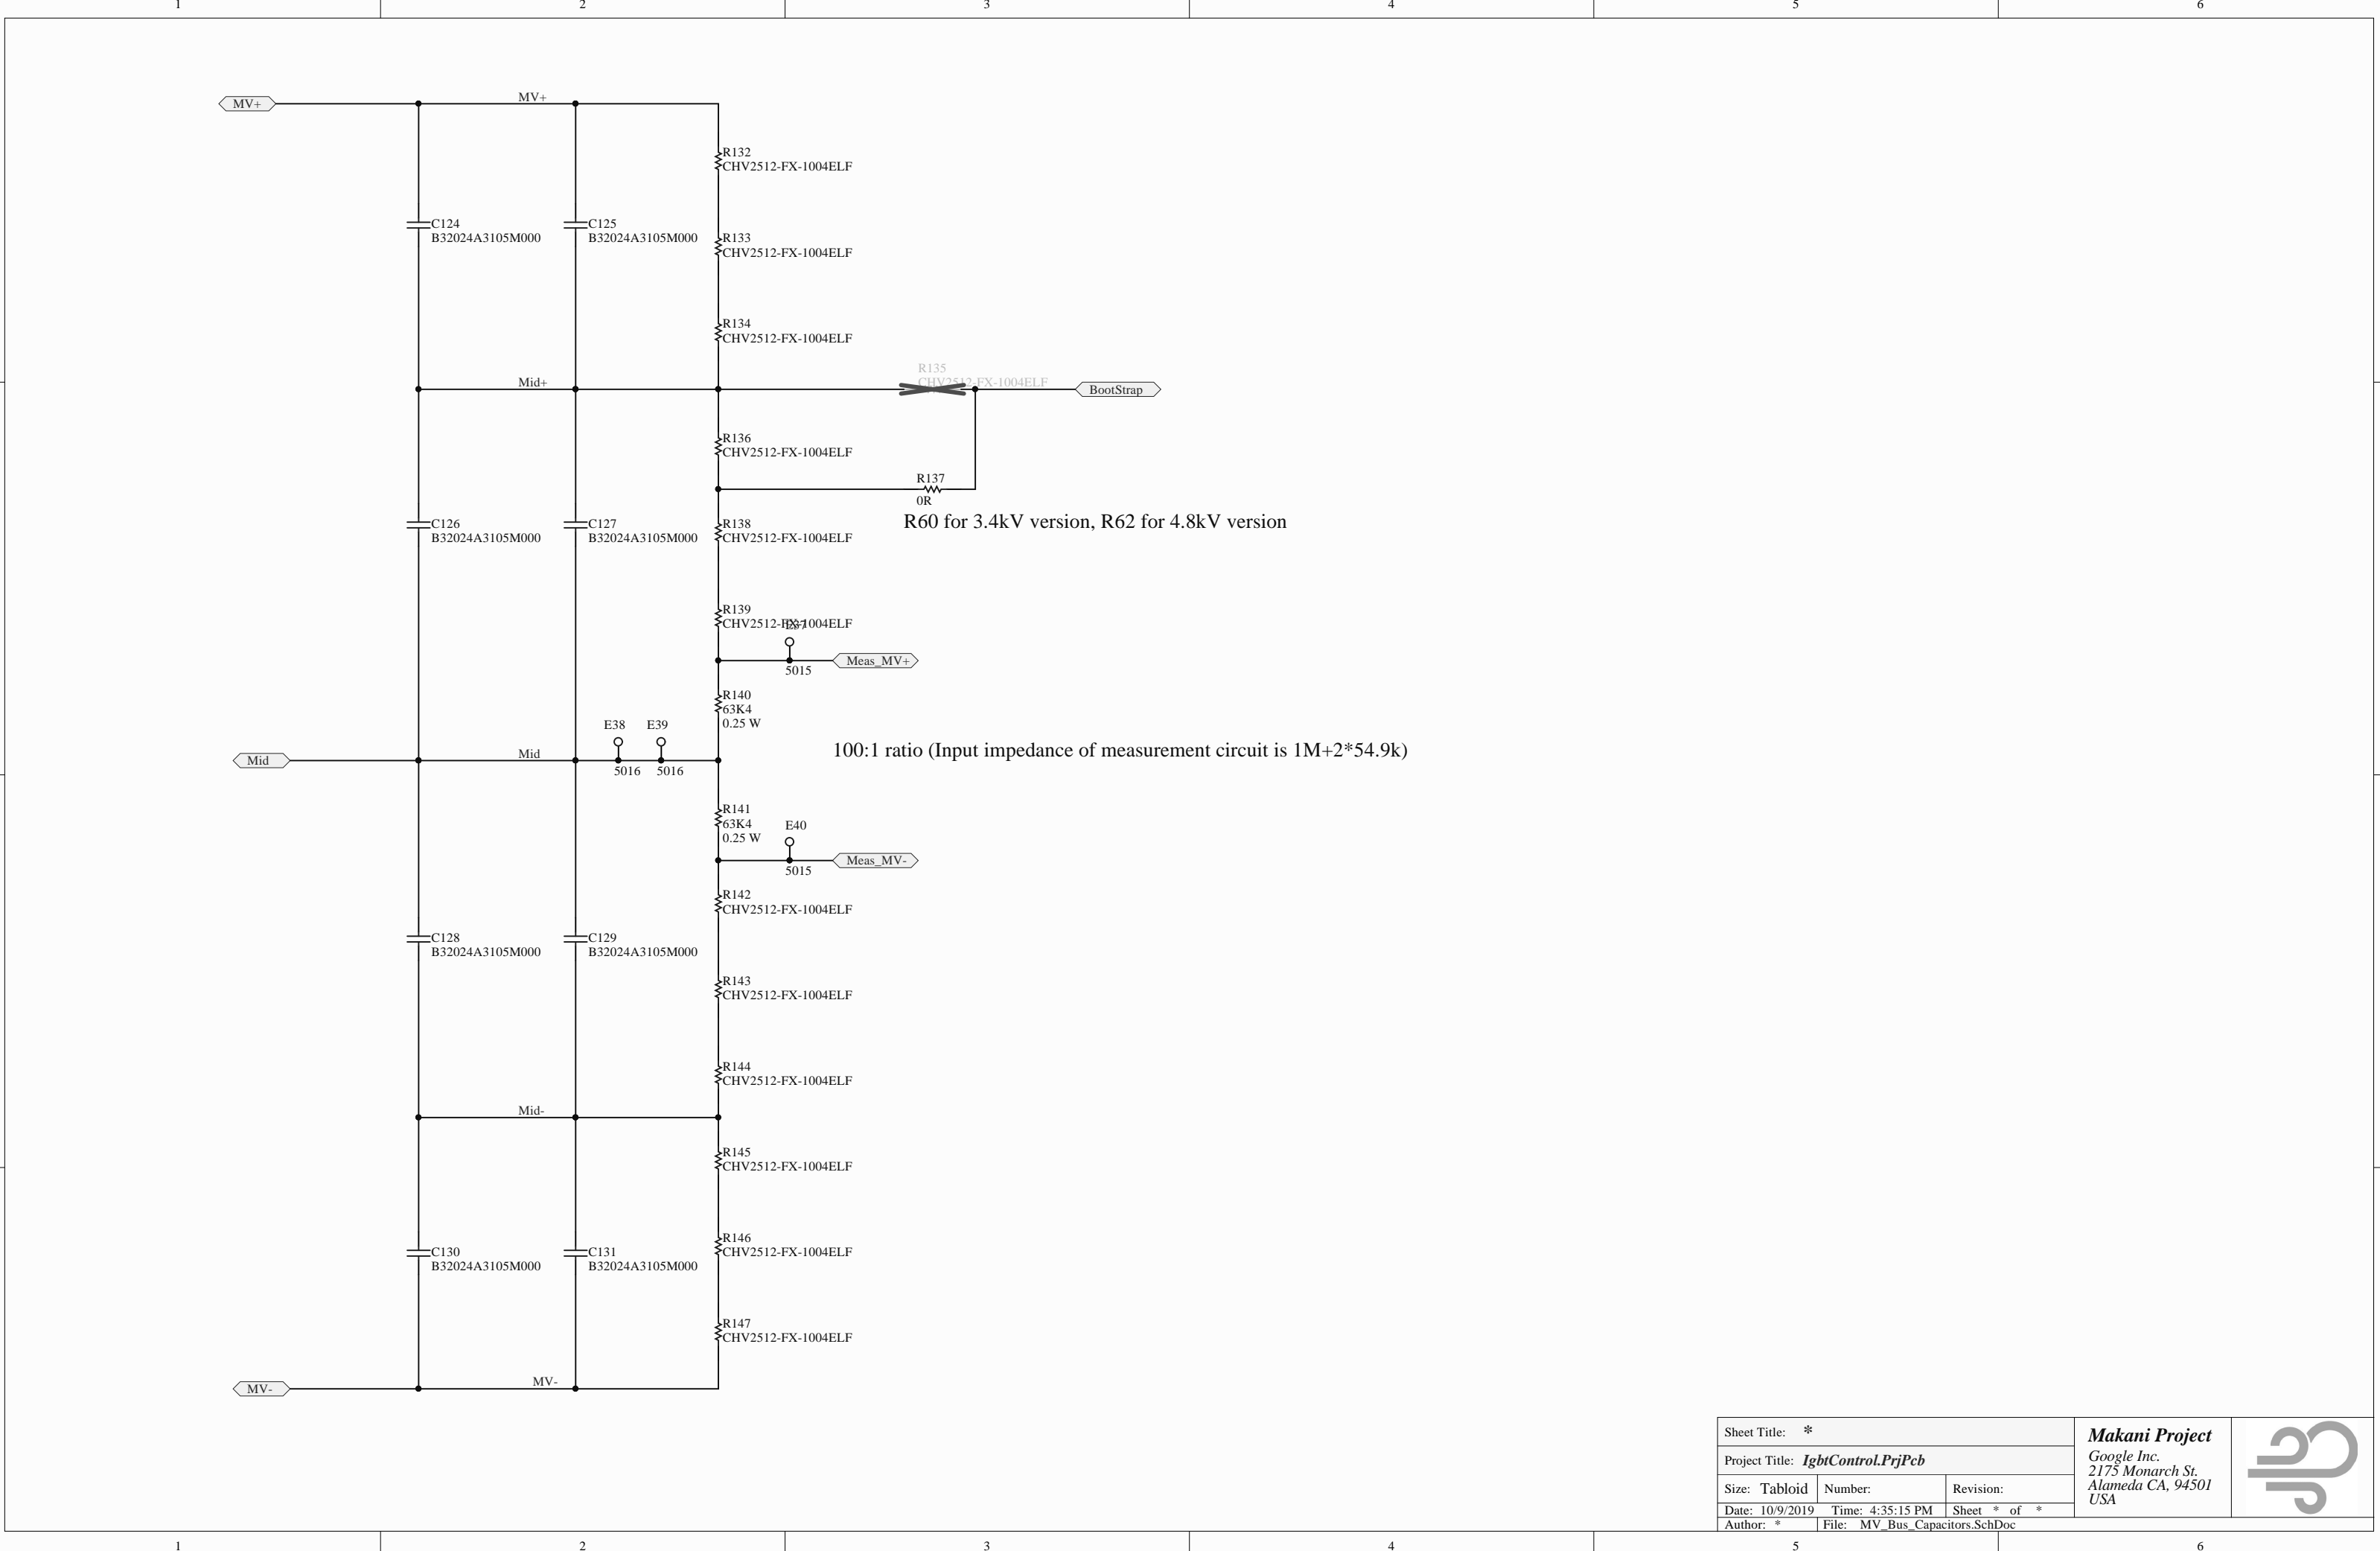 1 2 3 4 5 6
MV+ MV+
R132
CHV2512-FX-1004ELF
C124 C125 R133
B32024A3105M000 B32024A3105M000 CHV2512-FX-1004ELF
R134
CHV2512-FX-1004ELF
R135
CHV2512-FX-1004ELF
Mid+ BootStrap
R136
CHV2512-FX-1004ELF
R137
0R
R60 for 3.4kV version, R62 for 4.8kV version
C126 C127 R138
B32024A3105M000 B32024A3105M000 CHV2512-FX-1004ELF
R139
CHV2512-FX-1004ELF
E37
Meas_MV+
5015
R140
63K4
0.25 W
E38 E39
Mid Mid
5016 5016
100:1 ratio (Input impedance of measurement circuit is 1M+2*54.9k)
R141
63K4
0.25 W
E40
Meas_MV-
5015
R142
CHV2512-FX-1004ELF
C128 C129
B32024A3105M000 B32024A3105M000
R143
CHV2512-FX-1004ELF
R144
CHV2512-FX-1004ELF
Mid-
R145
CHV2512-FX-1004ELF
C130 C131 R146
B32024A3105M000 B32024A3105M000 CHV2512-FX-1004ELF
R147
CHV2512-FX-1004ELF
MV- MV-
Sheet Title: *
Project Title: IgbtControl.PrjPcb
Size: Tabloid Number: Revision:
Date: 10/9/2019 Time: 4:35:15 PM Sheet * of *
Author: * File: MV_Bus_Capacitors.SchDoc
Makani Project
Google Inc.
2175 Monarch St.
Alameda CA, 94501
USA
1 2 3 4 5 6